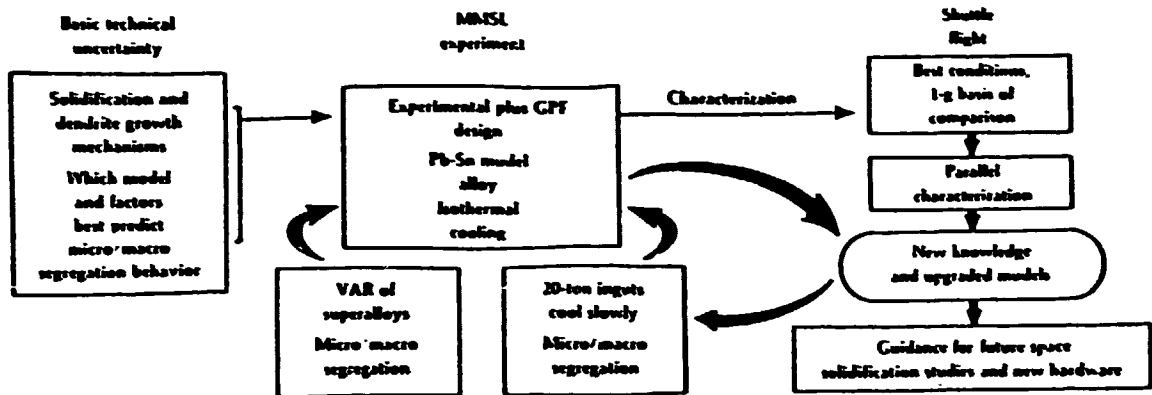 Basic technical
uncertainty
Solidification and
dendrite growth
mechanisms
Which model
and factors
best predict
micro/macro
segregation behavior
MMSL
experiment
Experimental plus GPF
design
Pb-Sn model
alloy
Isothermal
cooling
VAR of
superalloys
Micro/macro
segregation
20-ton ingots
cool slowly
Micro/macro
segregation
Characterization
Shuttle
flight
Best conditions,
1-g basis of
comparison
Parallel
characterization
New knowledge
and upgraded models
Guidance for future space
solidification studies and new hardware